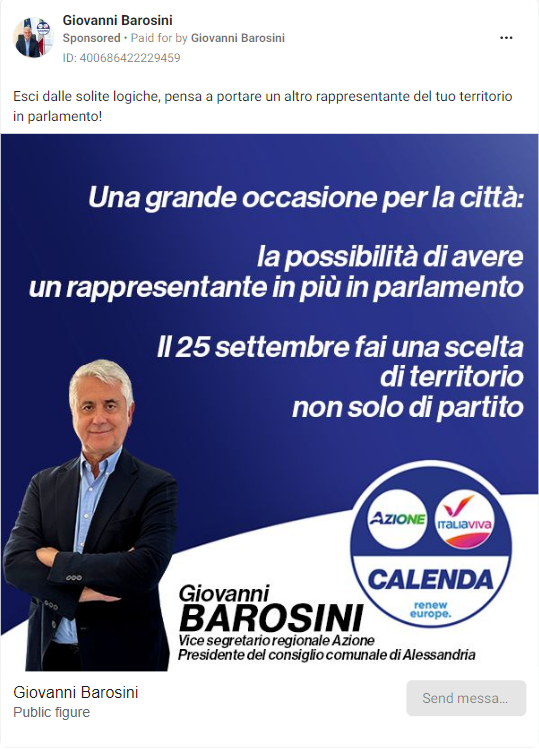 Giovanni Barosini
Sponsored • Paid for by Giovanni Barosini
ID: 400686422229459
Esci dalle solite logiche, pensa a portare un altro rappresentante del tuo territorio
in parlamento!
Una grande occasione per la città:
la possibilità di avere
un rappresentante in più in parlamento
Il 25 settembre fai una scelta
di territorio
non solo di partito
AZIONE
ITALIAVIVA
CALENDA
renew
europe.
Giovanni
BAROSINI
Vice segretario regionale Azione
Presidente del consiglio comunale di Alessandria
Giovanni Barosini
Public figure
Send messa...